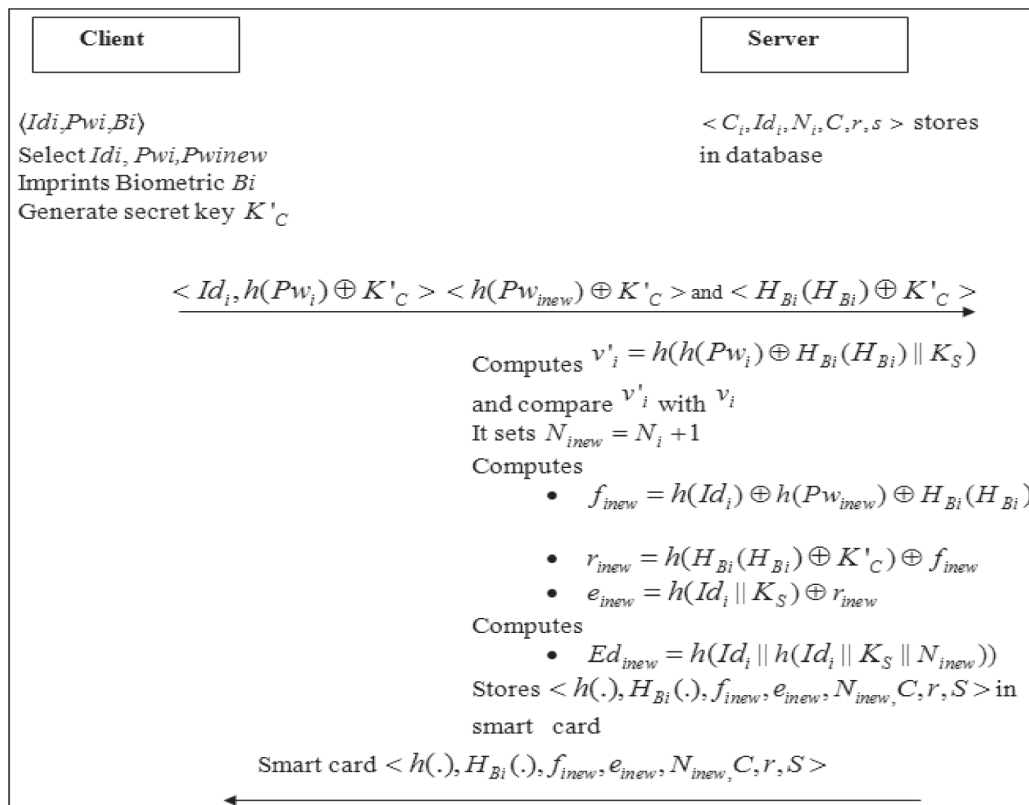 Client
Server
⟨Idi,Pwi,Bi⟩
Select Idi, Pwi,Pwinew
Imprints Biometric Bi
Generate secret key K'_C
< C_i, Id_i, N_i, C, r, s > stores
in database
< Id_i, h(Pw_i) ⊕ K'_C > < h(Pw_inew) ⊕ K'_C > and < H_Bi(H_Bi) ⊕ K'_C >
Computes v'_i = h(h(Pw_i) ⊕ H_Bi(H_Bi) || K_S)
and compare v'_i with v_i
It sets N_inew = N_i + 1
Computes
• f_inew = h(Id_i) ⊕ h(Pw_inew) ⊕ H_Bi(H_Bi)
• r_inew = h(H_Bi(H_Bi) ⊕ K'_C) ⊕ f_inew
• e_inew = h(Id_i || K_S) ⊕ r_inew
Computes
• Ed_inew = h(Id_i || h(Id_i || K_S || N_inew))
Stores < h(.), H_Bi(.), f_inew, e_inew, N_inew, C, r, S > in
smart card
Smart card < h(.), H_Bi(.), f_inew, e_inew, N_inew, C, r, S >